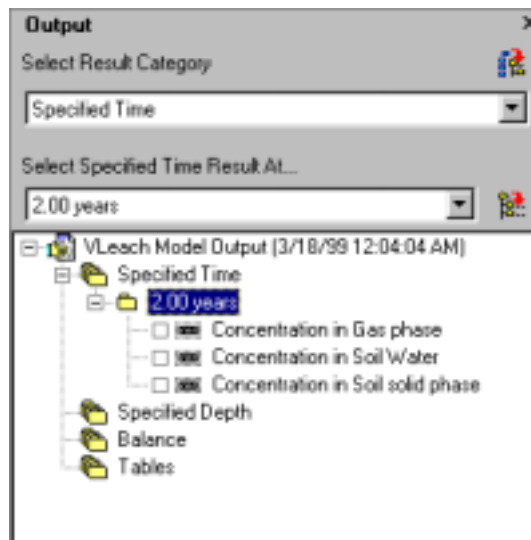 Output
Select Result Category
Specified Time
Select Specified Time Result At...
2.00 years
VLeach Model Output (3/18/99 12:04:04 AM)
Specified Time
2.00 years
Concentration in Gas phase
Concentration in Soil Water
Concentration in Soil solid phase
Specified Depth
Balance
Tables